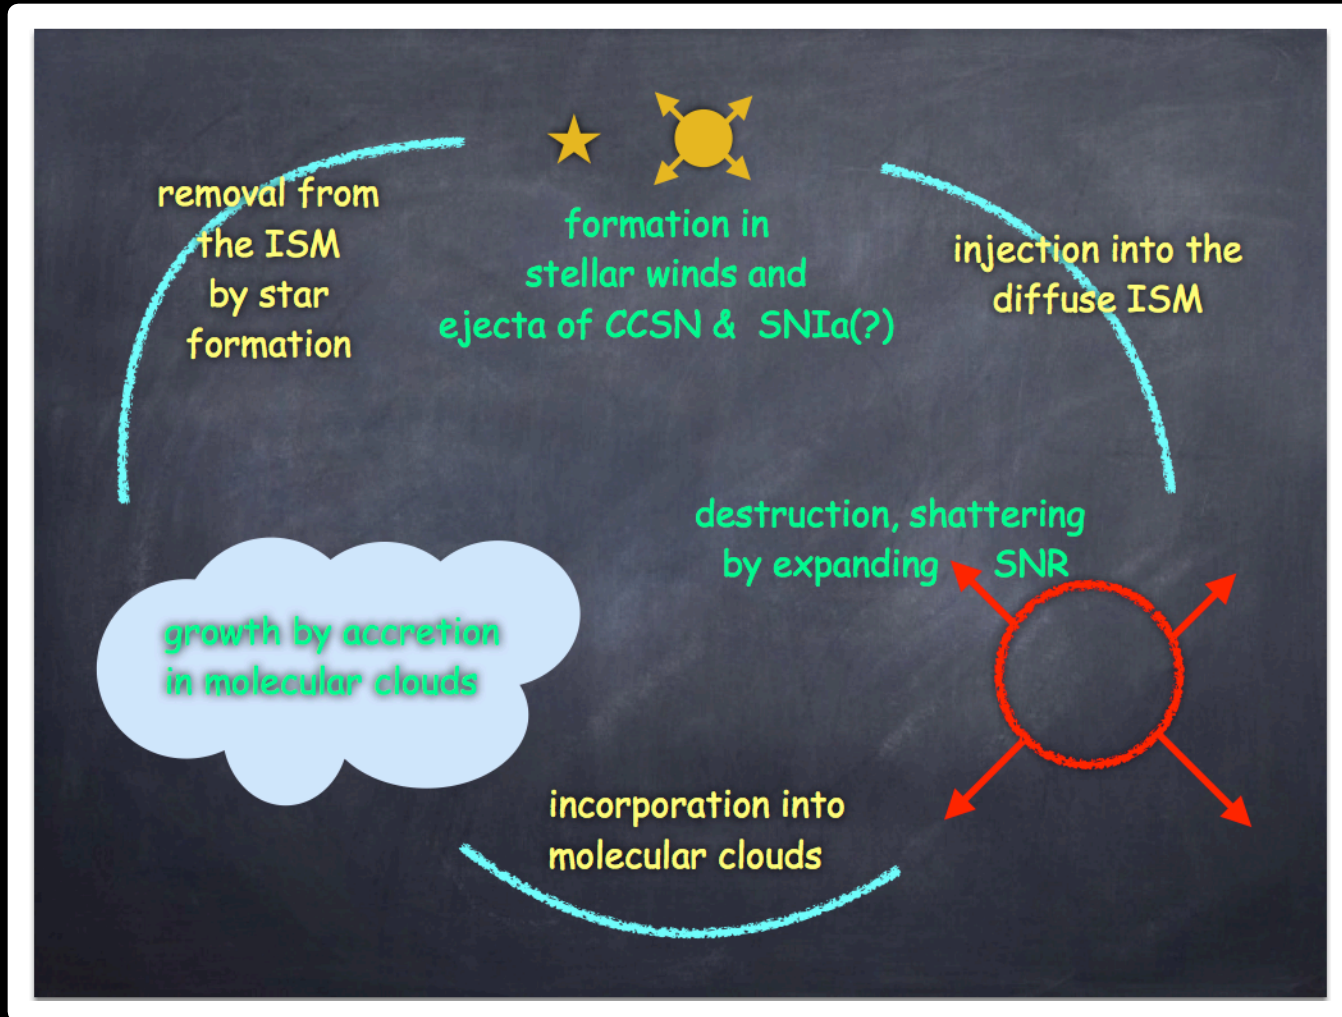 removal from
the ISM
by star
formation
formation in
stellar winds and
ejecta of CCSN & SNIa(?)
injection into the
diffuse ISM
destruction, shattering
by expanding SNR
growth by accretion
in molecular clouds
incorporation into
molecular clouds